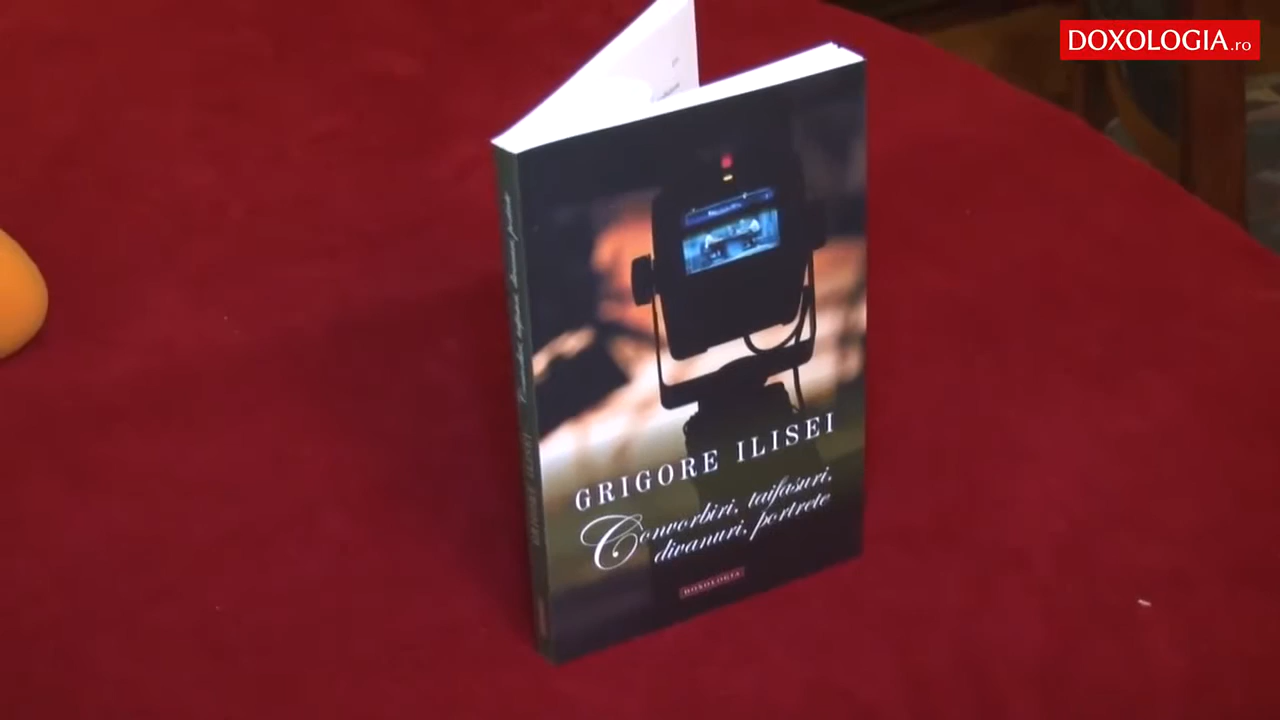 DOXOLOGIA.ro
GRIGORE ILISEI
Convorbiri, taifasuri,
divanuri, portrete
DOXOLOGIA